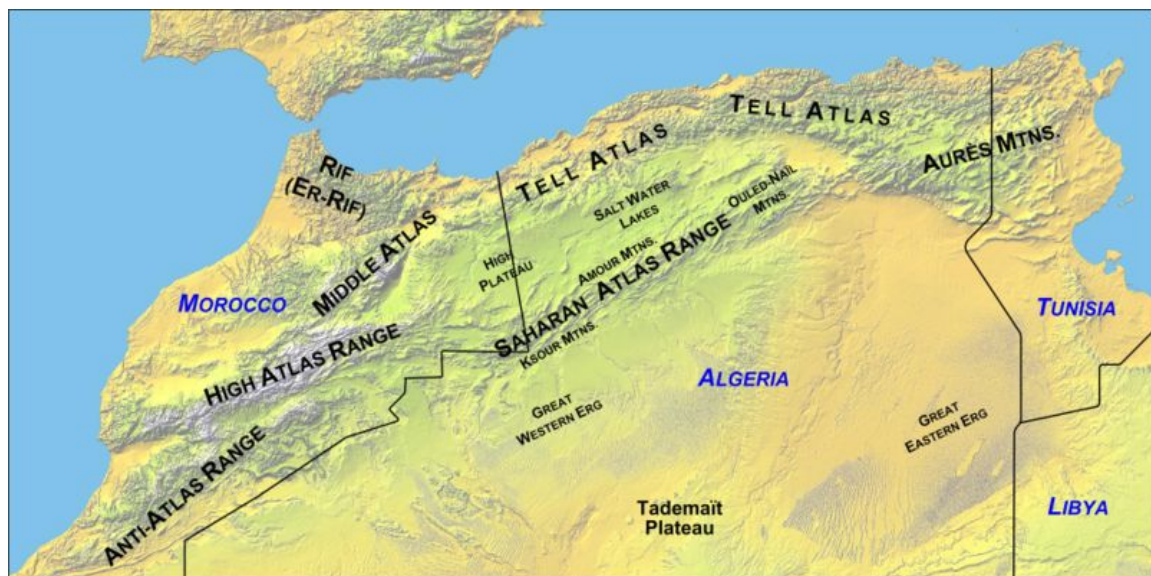 TELL ATLAS
TELL ATLAS
AURÈS MTNS.
RIF
(ER-RIF)
SALT WATER
LAKES
OULED-NAÏL
MTNS.
MIDDLE ATLAS
HIGH
PLATEAU
AMOUR MTNS.
SAHARAN ATLAS RANGE
KSOUR MTNS.
MOROCCO
TUNISIA
HIGH ATLAS RANGE
ALGERIA
GREAT
WESTERN ERG
GREAT
EASTERN ERG
ANTI-ATLAS RANGE
Tademaït
Plateau
LIBYA